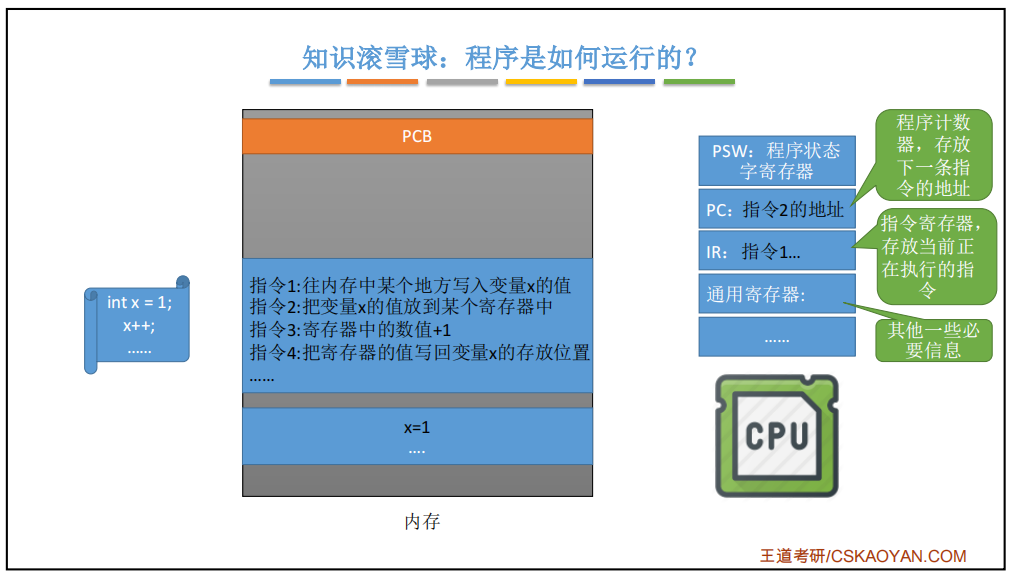 知识滚雪球：程序是如何运行的？
PCB
int x = 1;
x++;
……
指令1:往内存中某个地方写入变量x的值
指令2:把变量x的值放到某个寄存器中
指令3:寄存器中的数值+1
指令4:把寄存器的值写回变量x的存放位置
……
x=1
....
内存
PSW：程序状态
字寄存器
PC：指令2的地址
IR：指令1…
通用寄存器:
……
程序计数
器，存放
下一条指
令的地址
指令寄存器，
存放当前正
在执行的指
令
其他一些必
要信息
CPU
王道考研/CSKAOYAN.COM